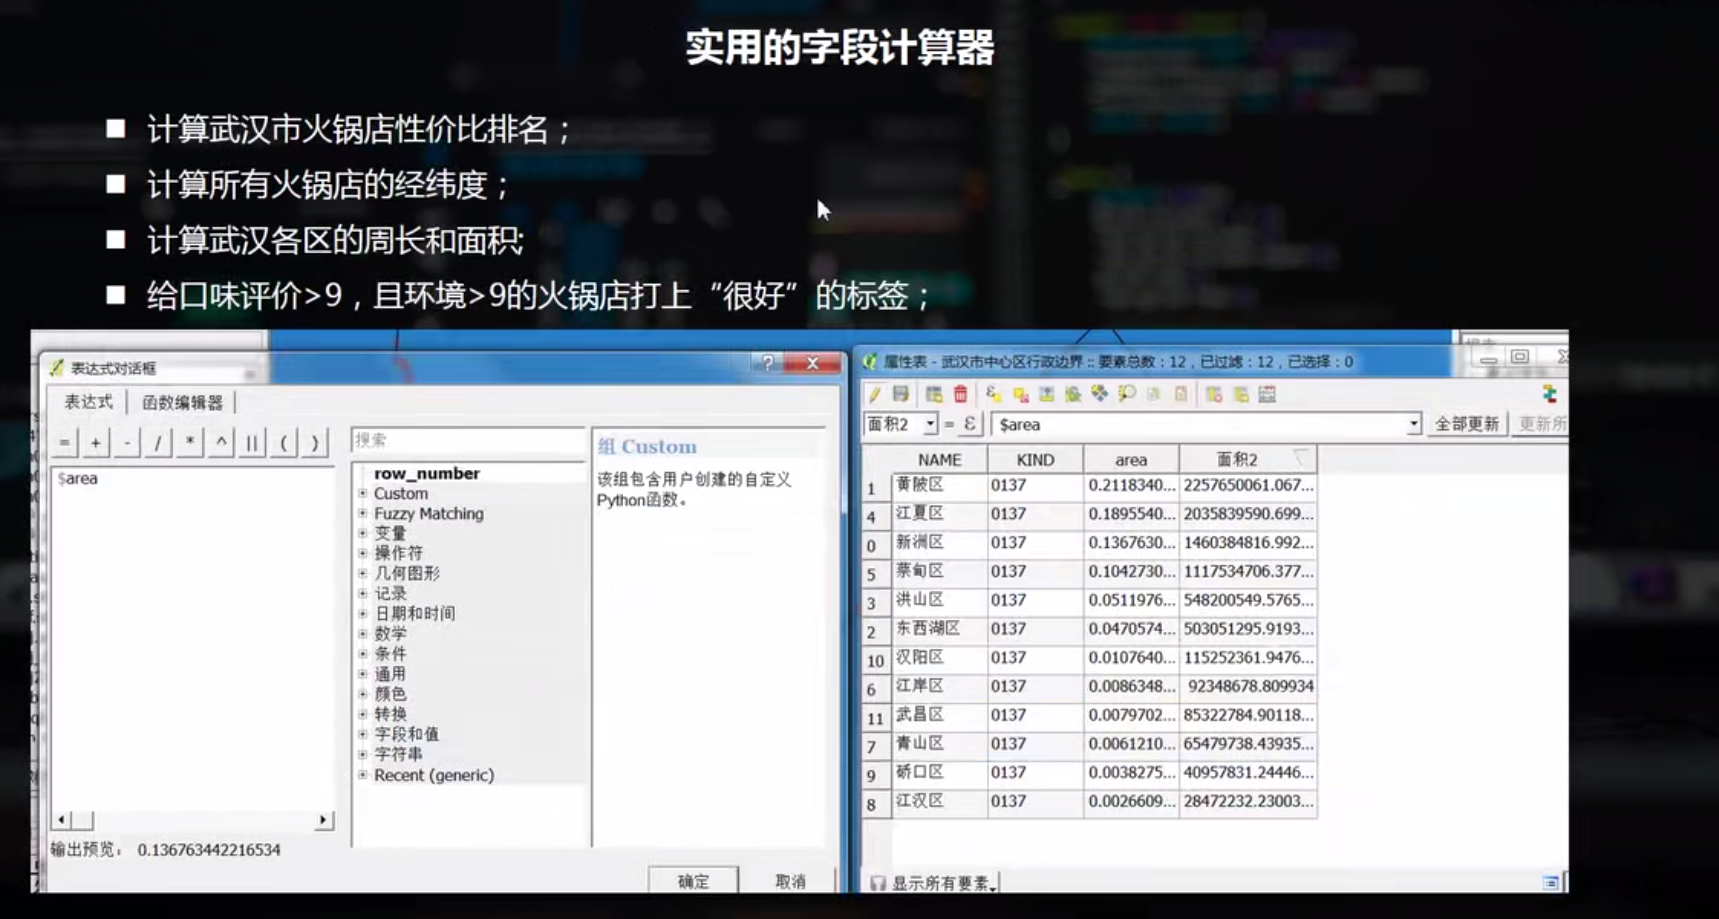 实用的字段计算器
■ 计算武汉市火锅店性价比排名；
■ 计算所有火锅店的经纬度；
■ 计算武汉各区的周长和面积;
■ 给口味评价>9，且环境>9的火锅店打上“很好”的标签；
表达式对话框
表达式 函数编辑器
= + - / * ^ || ( )
$area
输出预览： 0.136763442216534
搜索
row_number
Custom
Fuzzy Matching
变量
操作符
几何图形
记录
日期和时间
数学
条件
通用
颜色
转换
字段和值
字符串
Recent (generic)
组 Custom
该组包含用户创建的自定义
Python函数。
确定 取消
属性表 - 武汉市中心区行政边界 :: 要素总数：12，已过滤：12，已选择：0
面积2 = ε $area 全部更新 更新所
NAME KIND area 面积2
1 黄陂区 0137 0.2118340... 2257650061.067...
4 江夏区 0137 0.1895540... 2035839590.699...
0 新洲区 0137 0.1367630... 1460384816.992...
5 蔡甸区 0137 0.1042730... 1117534706.377...
3 洪山区 0137 0.0511976... 548200549.5765...
2 东西湖区 0137 0.0470574... 503051295.9193...
10 汉阳区 0137 0.0107640... 115252361.9476...
6 江岸区 0137 0.0086348... 92348678.809934
11 武昌区 0137 0.0079702... 85322784.90118...
7 青山区 0137 0.0061210... 65479738.43935...
9 硚口区 0137 0.0038275... 40957831.24446...
8 江汉区 0137 0.0026609... 28472232.23003...
显示所有要素